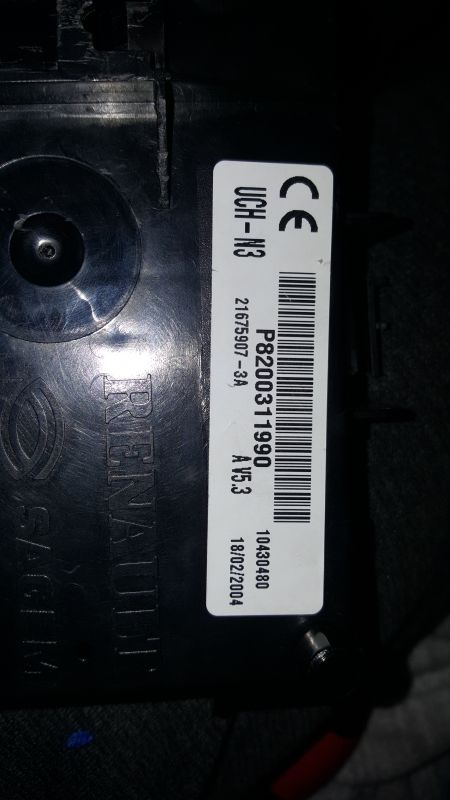 CE
UCH-N3
P8200311990
21675907-3A
A V5.3
10430480
18/02/2004
RENAULT
SAGEM